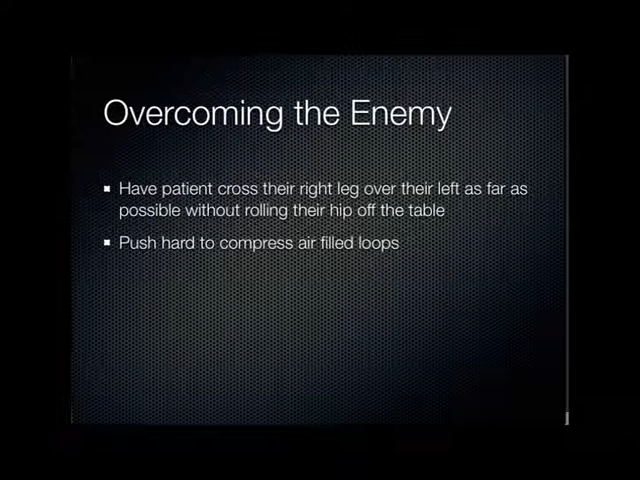 Overcoming the Enemy
Have patient cross their right leg over their left as far as
possible without rolling their hip off the table
Push hard to compress air filled loops